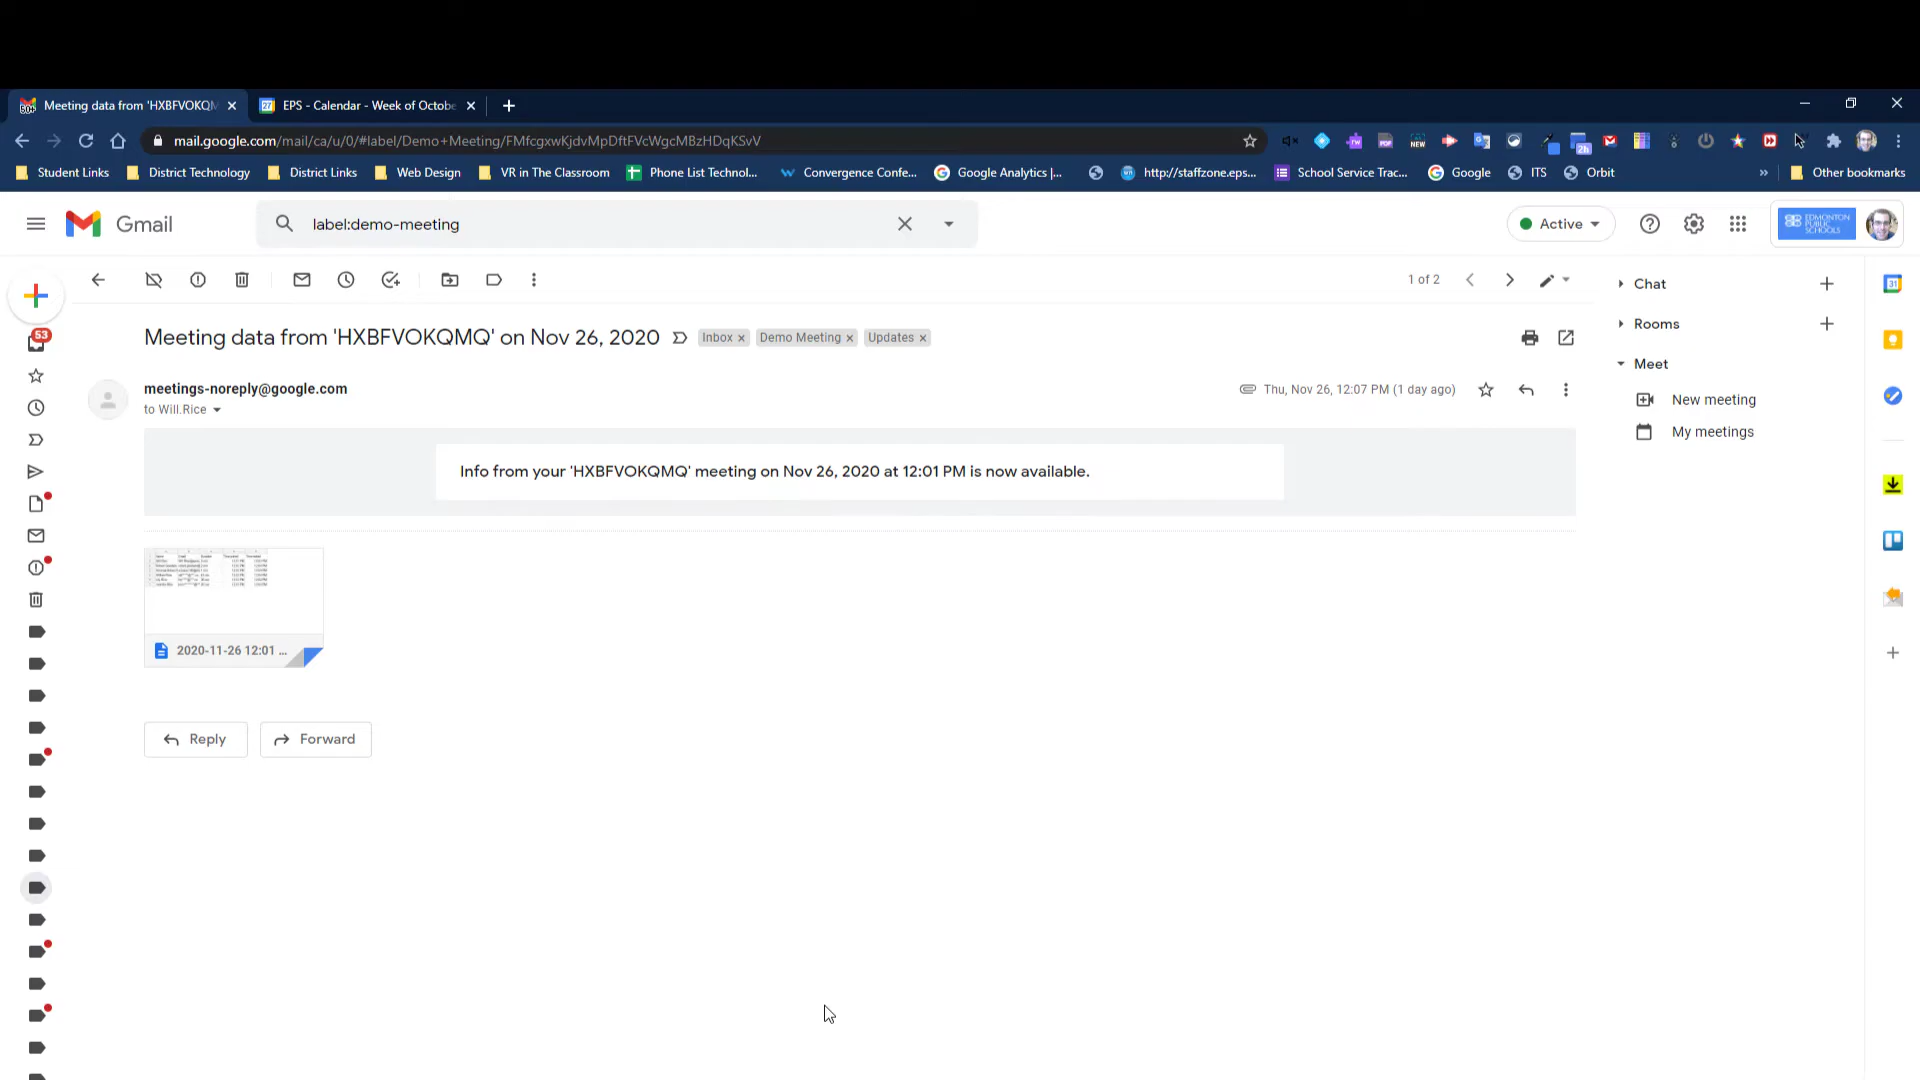 Meeting data from 'HXBFVOKQM
EPS - Calendar - Week of Octobe
mail.google.com/mail/ca/u/0/#label/Demo+Meeting/FMfcgxwKjdvMpDftFVcWgcMBzHDqKSvV
NEW
2h
Student Links
District Technology
District Links
Web Design
VR in The Classroom
Phone List Technol...
Convergence Confe...
Google Analytics |...
http://staffzone.eps...
School Service Trac...
Google
ITS
Orbit
»
Other bookmarks
Gmail
label:demo-meeting
Active
EDMONTON
PUBLIC
SCHOOLS
1 of 2
53
Meeting data from 'HXBFVOKQMQ' on Nov 26, 2020
Inbox x
Demo Meeting x
Updates x
meetings-noreply@google.com
to Will.Rice
Thu, Nov 26, 12:07 PM (1 day ago)
Info from your 'HXBFVOKQMQ' meeting on Nov 26, 2020 at 12:01 PM is now available.
2020-11-26 12:01 ...
Reply
Forward
Chat
Rooms
Meet
New meeting
My meetings
31